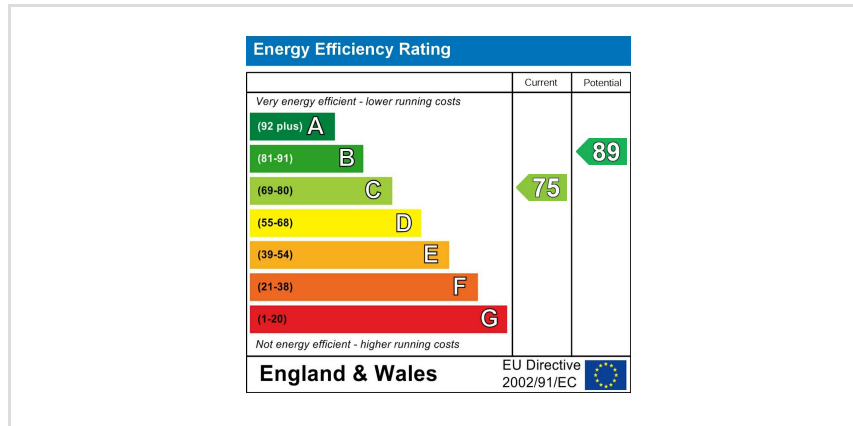 Energy Efficiency Rating
Current Potential
Very energy efficient - lower running costs
(92 plus) A
(81-91) B
89
(69-80) C
75
(55-68) D
(39-54) E
(21-38) F
(1-20) G
Not energy efficient - higher running costs
England & Wales
EU Directive
2002/91/EC